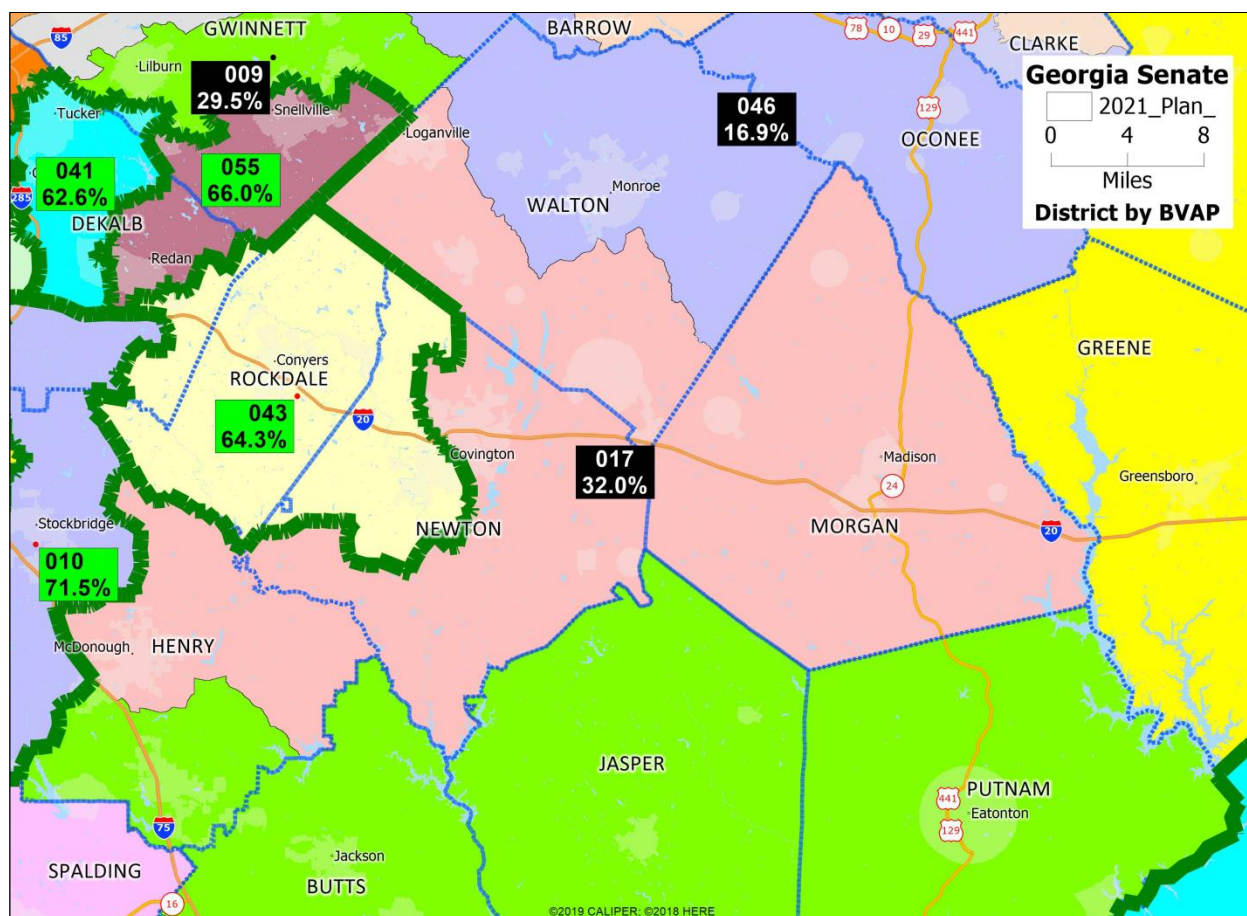 GWINNETT
BARROW
78
10
29
441
CLARKE
85
Lilburn
009
29.5%
Georgia Senate
2021_Plan_
0 4 8
Miles
District by BVAP
Tucker
Snellville
Loganville
046
16.9%
129
OCONEE
041
62.6%
055
66.0%
285
DEKALB
Monroe
WALTON
Redan
GREENE
Conyers
ROCKDALE
043
64.3%
20
Covington
017
32.0%
Madison
24
Greensboro
Stockbridge
NEWTON
MORGAN
20
010
71.5%
McDonough
HENRY
JASPER
PUTNAM
441
Eatonton
129
75
Jackson
SPALDING
BUTTS
16
©2019 CALIPER; ©2018 HERE